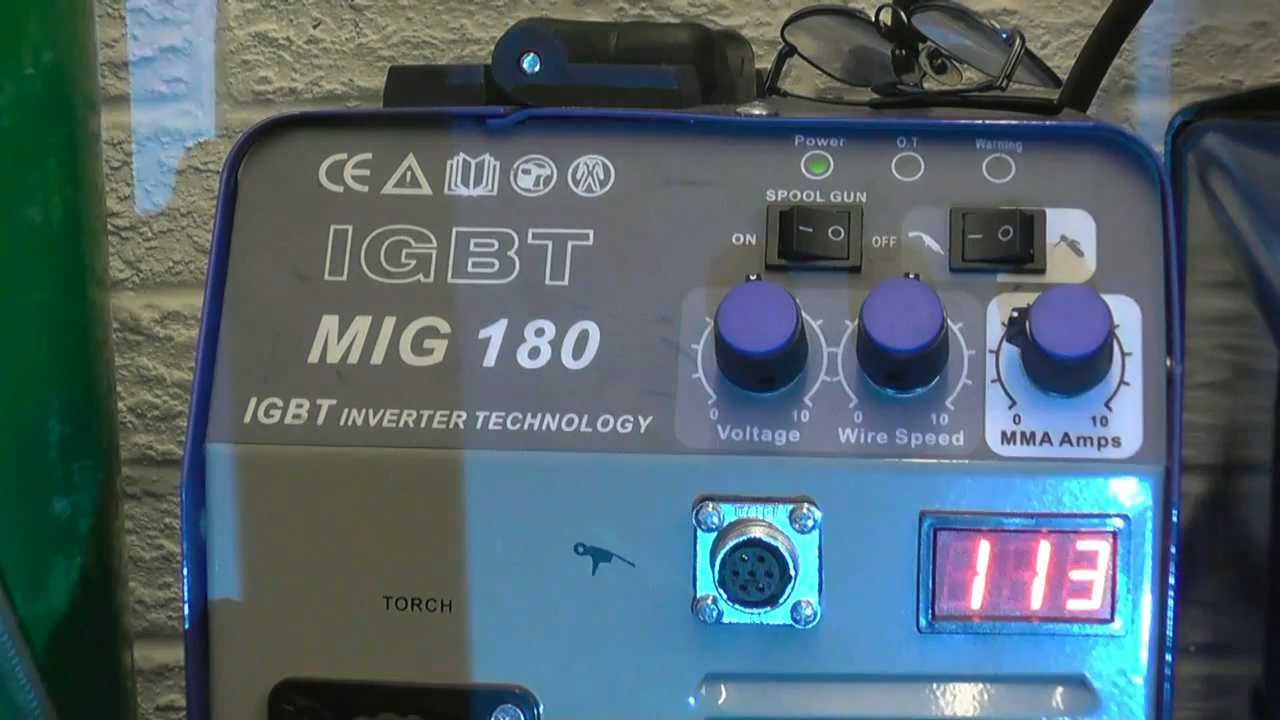 CE
Power
O.T
Warning
SPOOL GUN
ON
OFF
IGBT
MIG 180
IGBT INVERTER TECHNOLOGY
0 10
Voltage
0 10
Wire Speed
0 10
MMA Amps
113
TORCH